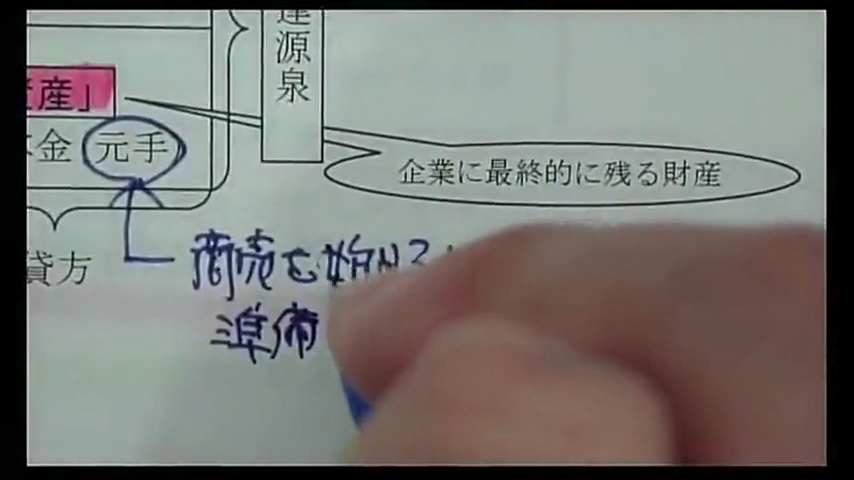 源泉
産」
金 元手
企業に最終的に残る財産
貸方
商売を始める
準備